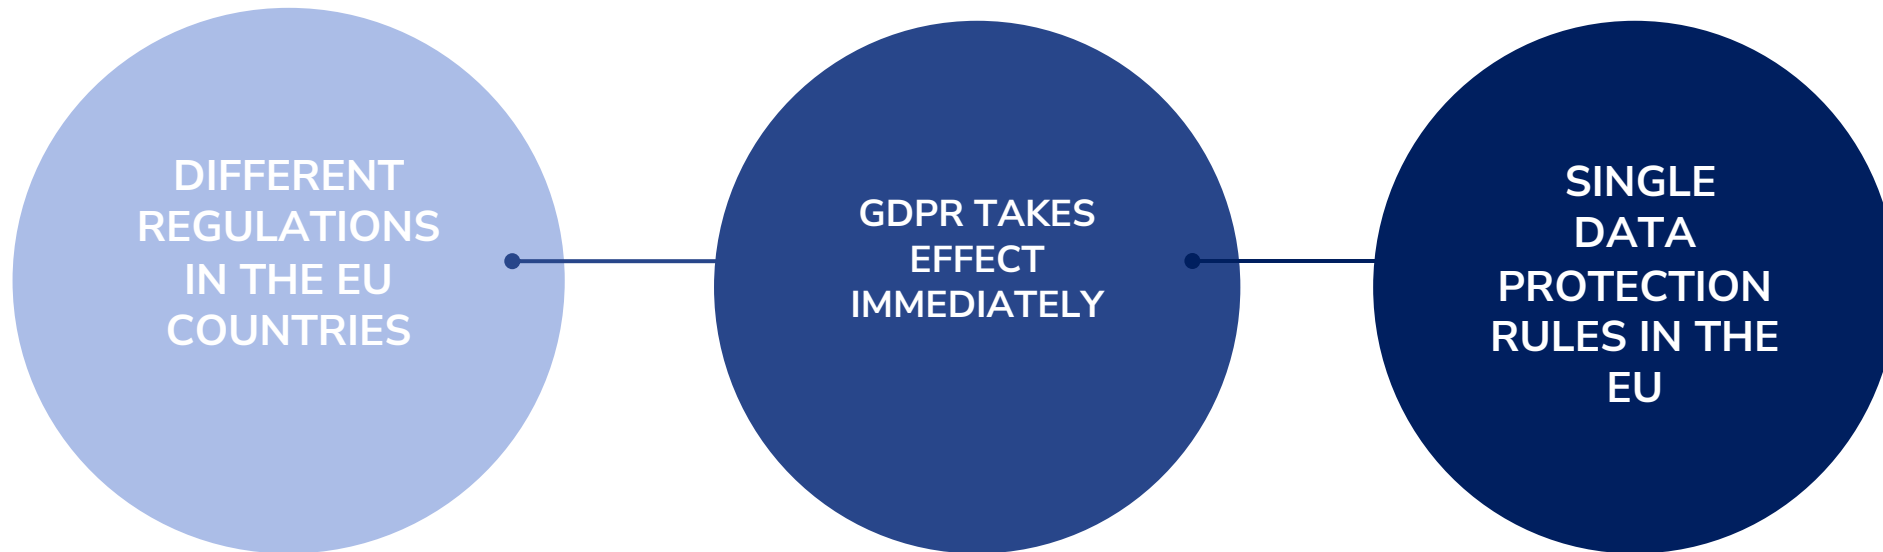 DIFFERENT
REGULATIONS
IN THE EU
COUNTRIES
GDPR TAKES
EFFECT
IMMEDIATELY
SINGLE
DATA
PROTECTION
RULES IN THE
EU